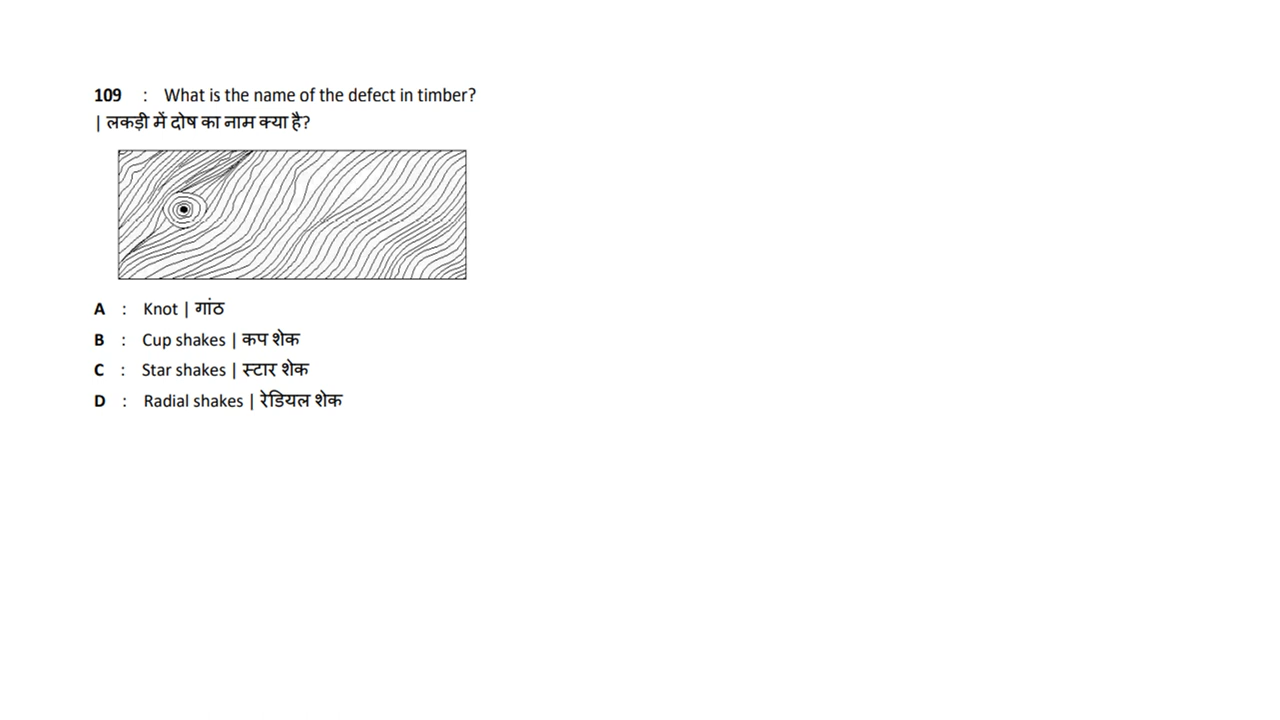 109 : What is the name of the defect in timber?
| लकड़ी में दोष का नाम क्या है?
A : Knot | गांठ
B : Cup shakes | कप शेक
C : Star shakes | स्टार शेक
D : Radial shakes | रेडियल शेक